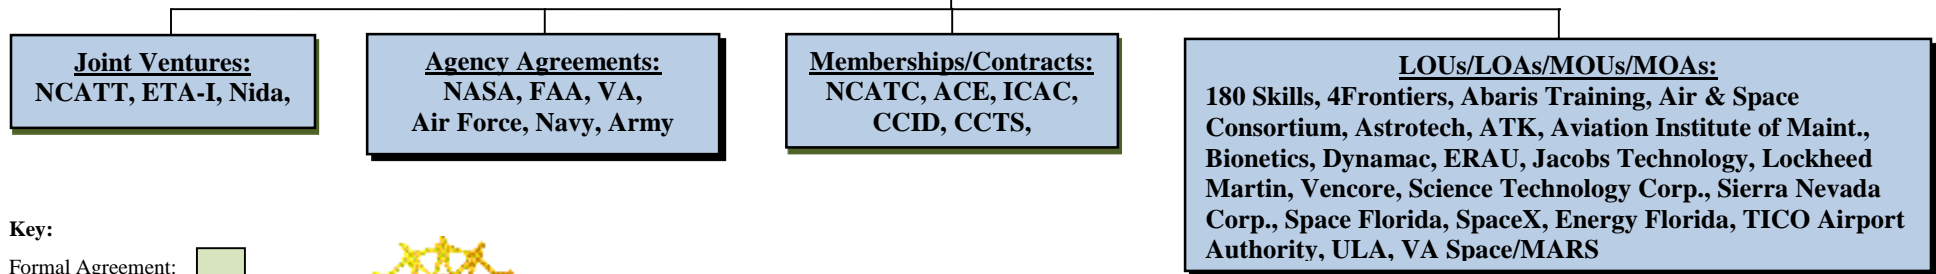 Joint Ventures:
NCATT, ETA-I, Nida,
Agency Agreements:
NASA, FAA, VA,
Air Force, Navy, Army
Memberships/Contracts:
NCATC, ACE, ICAC,
CCID, CCTS,
LOUs/LOAs/MOUs/MOAs:
180 Skills, 4Frontiers, Abaris Training, Air & Space
Consortium, Astrotech, ATK, Aviation Institute of Maint.,
Bionetics, Dynamac, ERAU, Jacobs Technology, Lockheed
Martin, Vencore, Science Technology Corp., Sierra Nevada
Corp., Space Florida, SpaceX, Energy Florida, TICO Airport
Authority, ULA, VA Space/MARS
Key:
Formal Agreement: